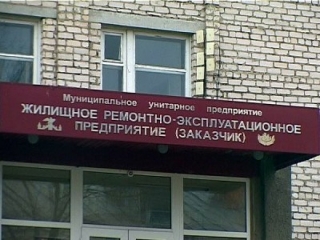 Муниципальное унитарное предприятие
ЖИЛИЩНОЕ РЕМОНТНО-ЭКСПЛУАТАЦИОННОЕ
ПРЕДПРИЯТИЕ (ЗАКАЗЧИК)